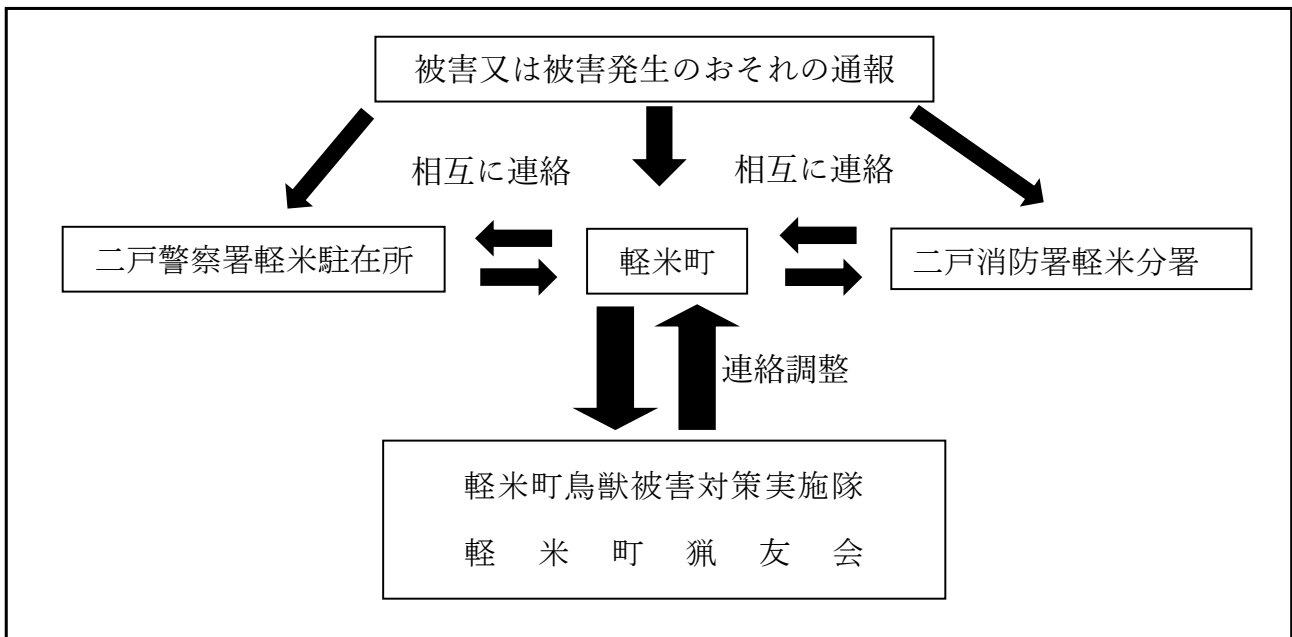 被害又は被害発生のおそれの通報
相互に連絡
相互に連絡
二戸警察署軽米駐在所
軽米町
二戸消防署軽米分署
連絡調整
軽米町鳥獣被害対策実施隊
軽米町猟友会